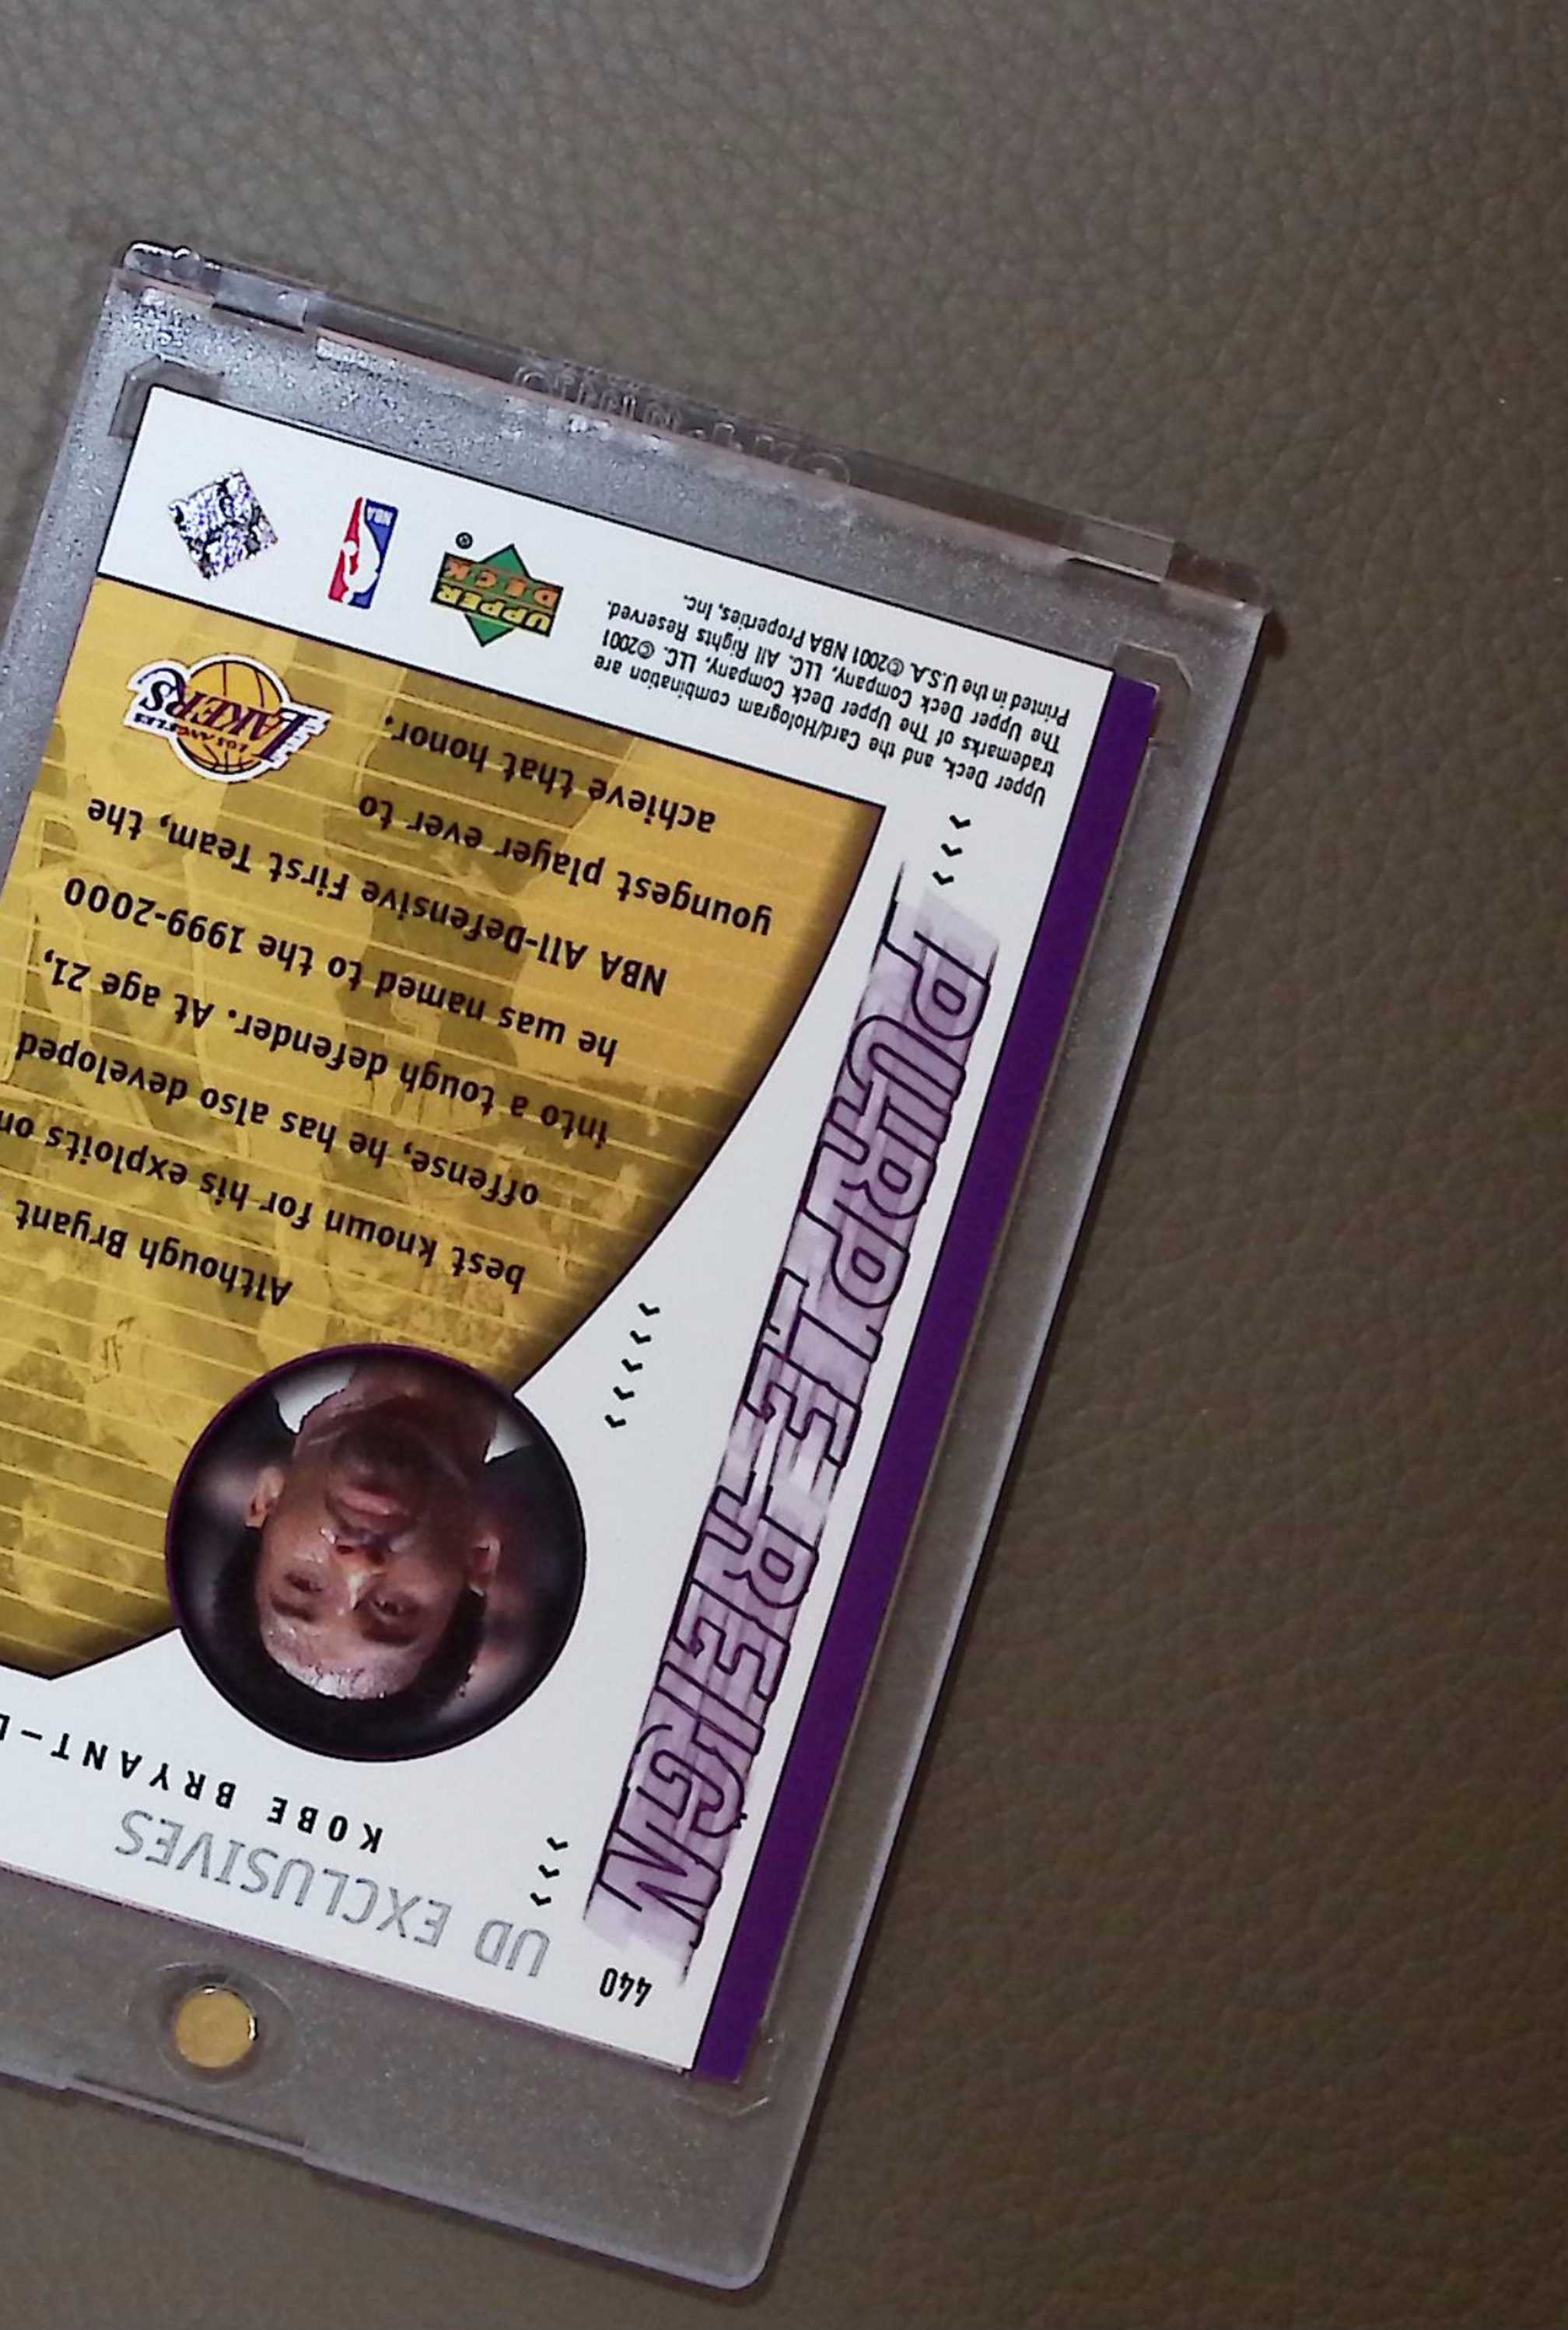 440
UD EXCLUSIVES
KOBE BRYANT-
PURPLE REIGN
Although Bryant
best known for his exploits on
offense, he has also developed
into a tough defender. At age 21,
he was named to the 1999-2000
NBA All-Defensive First Team, the
youngest player ever to
achieve that honor.
LOS ANGELES
LAKERS
Upper Deck, and the Card/Hologram combination are
trademarks of The Upper Deck Company, LLC. ©2001
The Upper Deck Company, LLC. All Rights Reserved.
Printed in the U.S.A. ©2001 NBA Properties, Inc.
UPPER
DECK
®
NBA